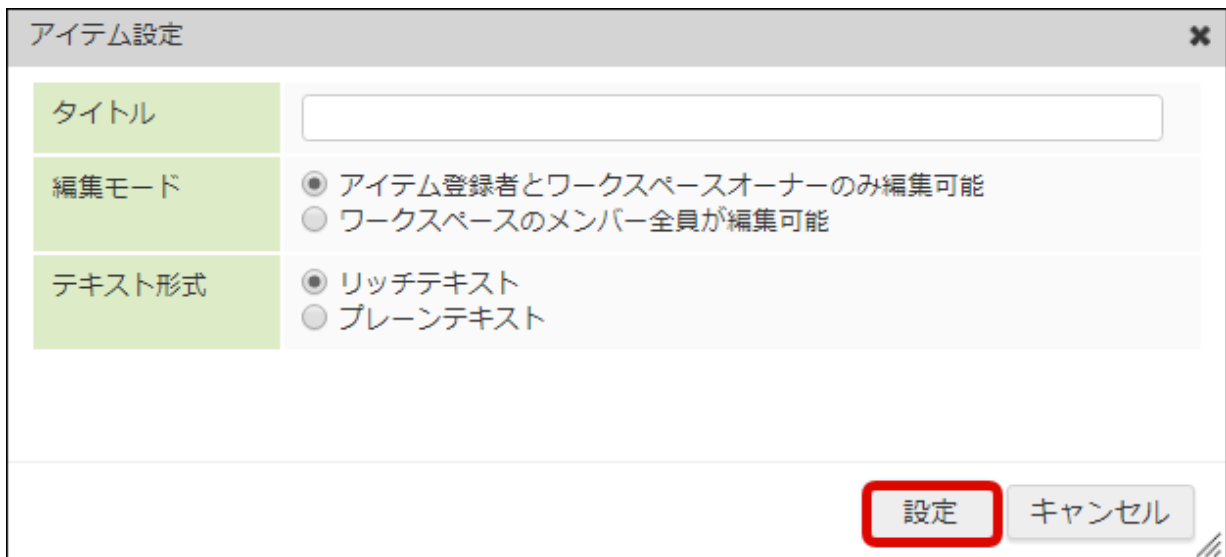 アイテム設定
タイトル
編集モード
アイテム登録者とワークスペースオーナーのみ編集可能
ワークスペースのメンバー全員が編集可能
テキスト形式
リッチテキスト
プレーンテキスト
設定
キャンセル